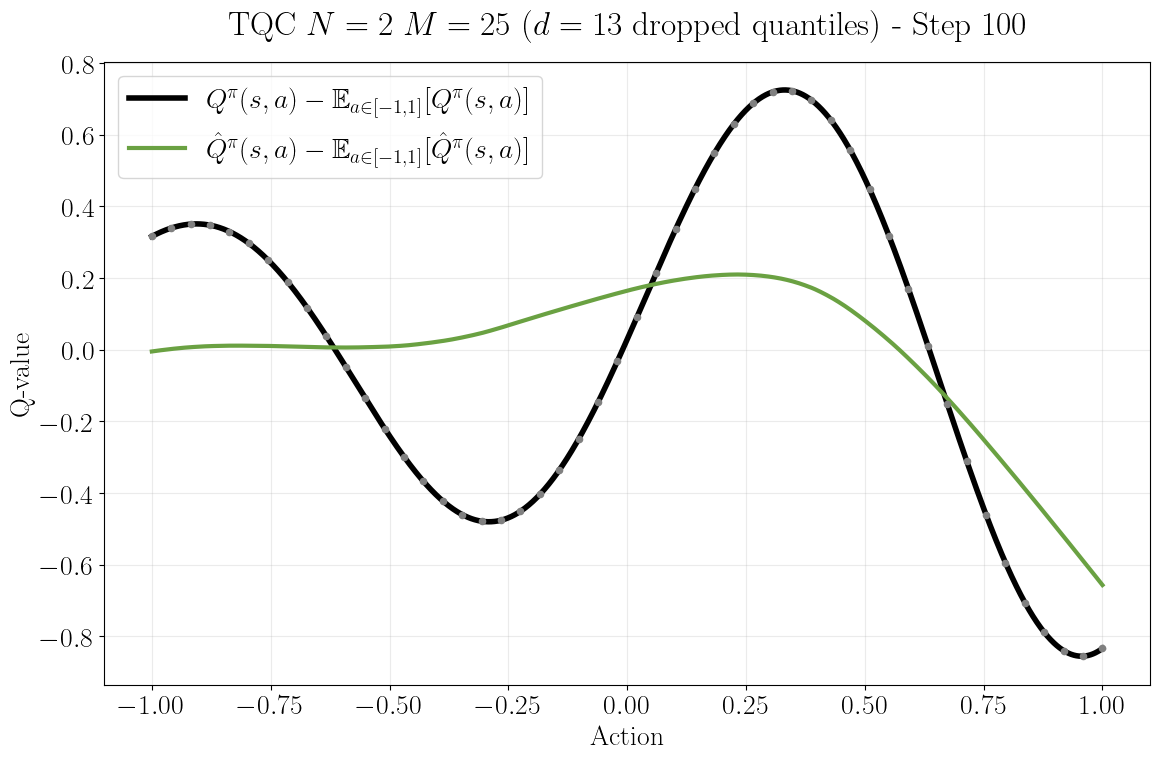 TQC N = 2 M = 25 (d = 13 dropped quantiles) - Step 100
0.8
Q^π(s, a) − 𝔼_{a∈[−1,1]}[Q^π(s, a)]
Q̂^π(s, a) − 𝔼_{a∈[−1,1]}[Q̂^π(s, a)]
0.6
0.4
0.2
0.0
−0.2
−0.4
−0.6
−0.8
Q-value
−1.00 −0.75 −0.50 −0.25 0.00 0.25 0.50 0.75 1.00
Action